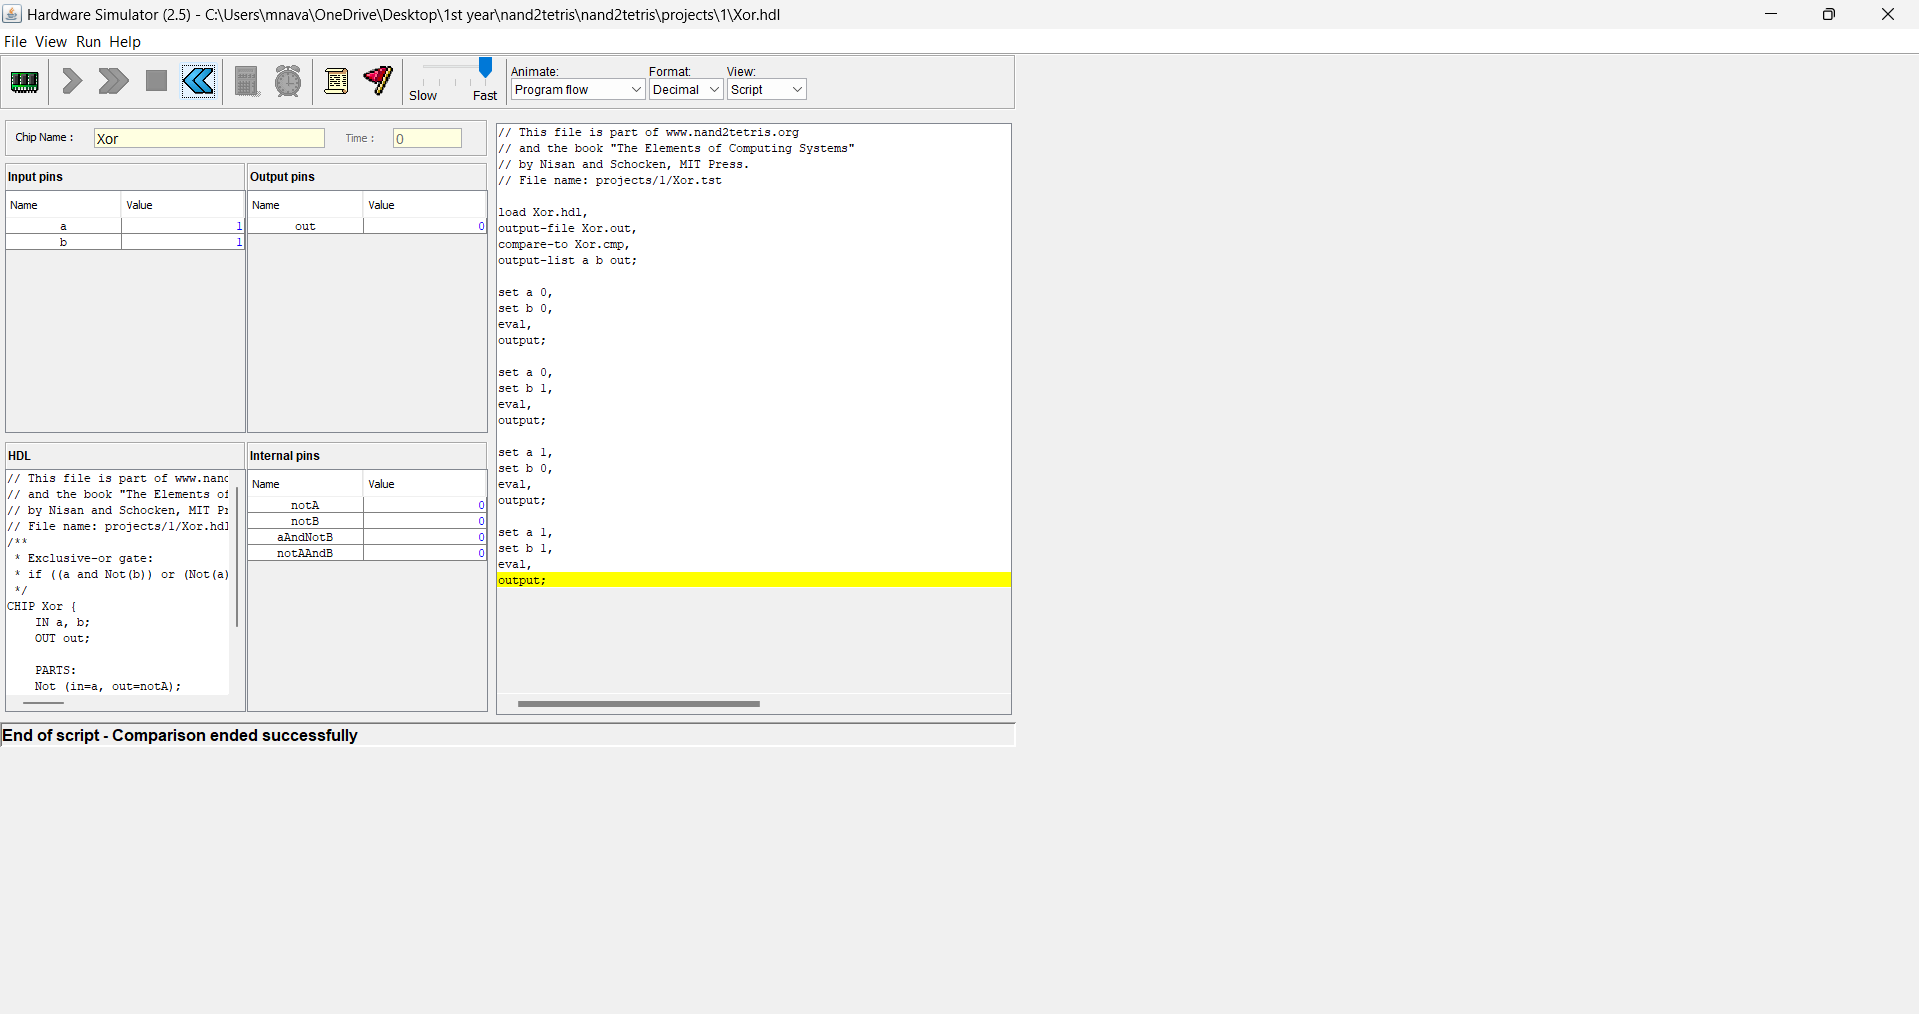 Hardware Simulator (2.5) - C:\Users\mnava\OneDrive\Desktop\1st year\nand2tetris\nand2tetris\projects\1\Xor.hdl
File View Run Help
Slow Fast
Animate: Format: View:
Program flow Decimal Script
Chip Name : Xor Time : 0
Input pins
Name Value
a 1
b 1
Output pins
Name Value
out 0
HDL
// This file is part of www.nand
// and the book "The Elements of
// by Nisan and Schocken, MIT Pr
// File name: projects/1/Xor.hdl
/**
* Exclusive-or gate:
* if ((a and Not(b)) or (Not(a)
*/
CHIP Xor {
IN a, b;
OUT out;
PARTS:
Not (in=a, out=notA);
Internal pins
Name Value
notA 0
notB 0
aAndNotB 0
notAAndB 0
// This file is part of www.nand2tetris.org
// and the book "The Elements of Computing Systems"
// by Nisan and Schocken, MIT Press.
// File name: projects/1/Xor.tst
load Xor.hdl,
output-file Xor.out,
compare-to Xor.cmp,
output-list a b out;
set a 0,
set b 0,
eval,
output;
set a 0,
set b 1,
eval,
output;
set a 1,
set b 0,
eval,
output;
set a 1,
set b 1,
eval,
output;
End of script - Comparison ended successfully